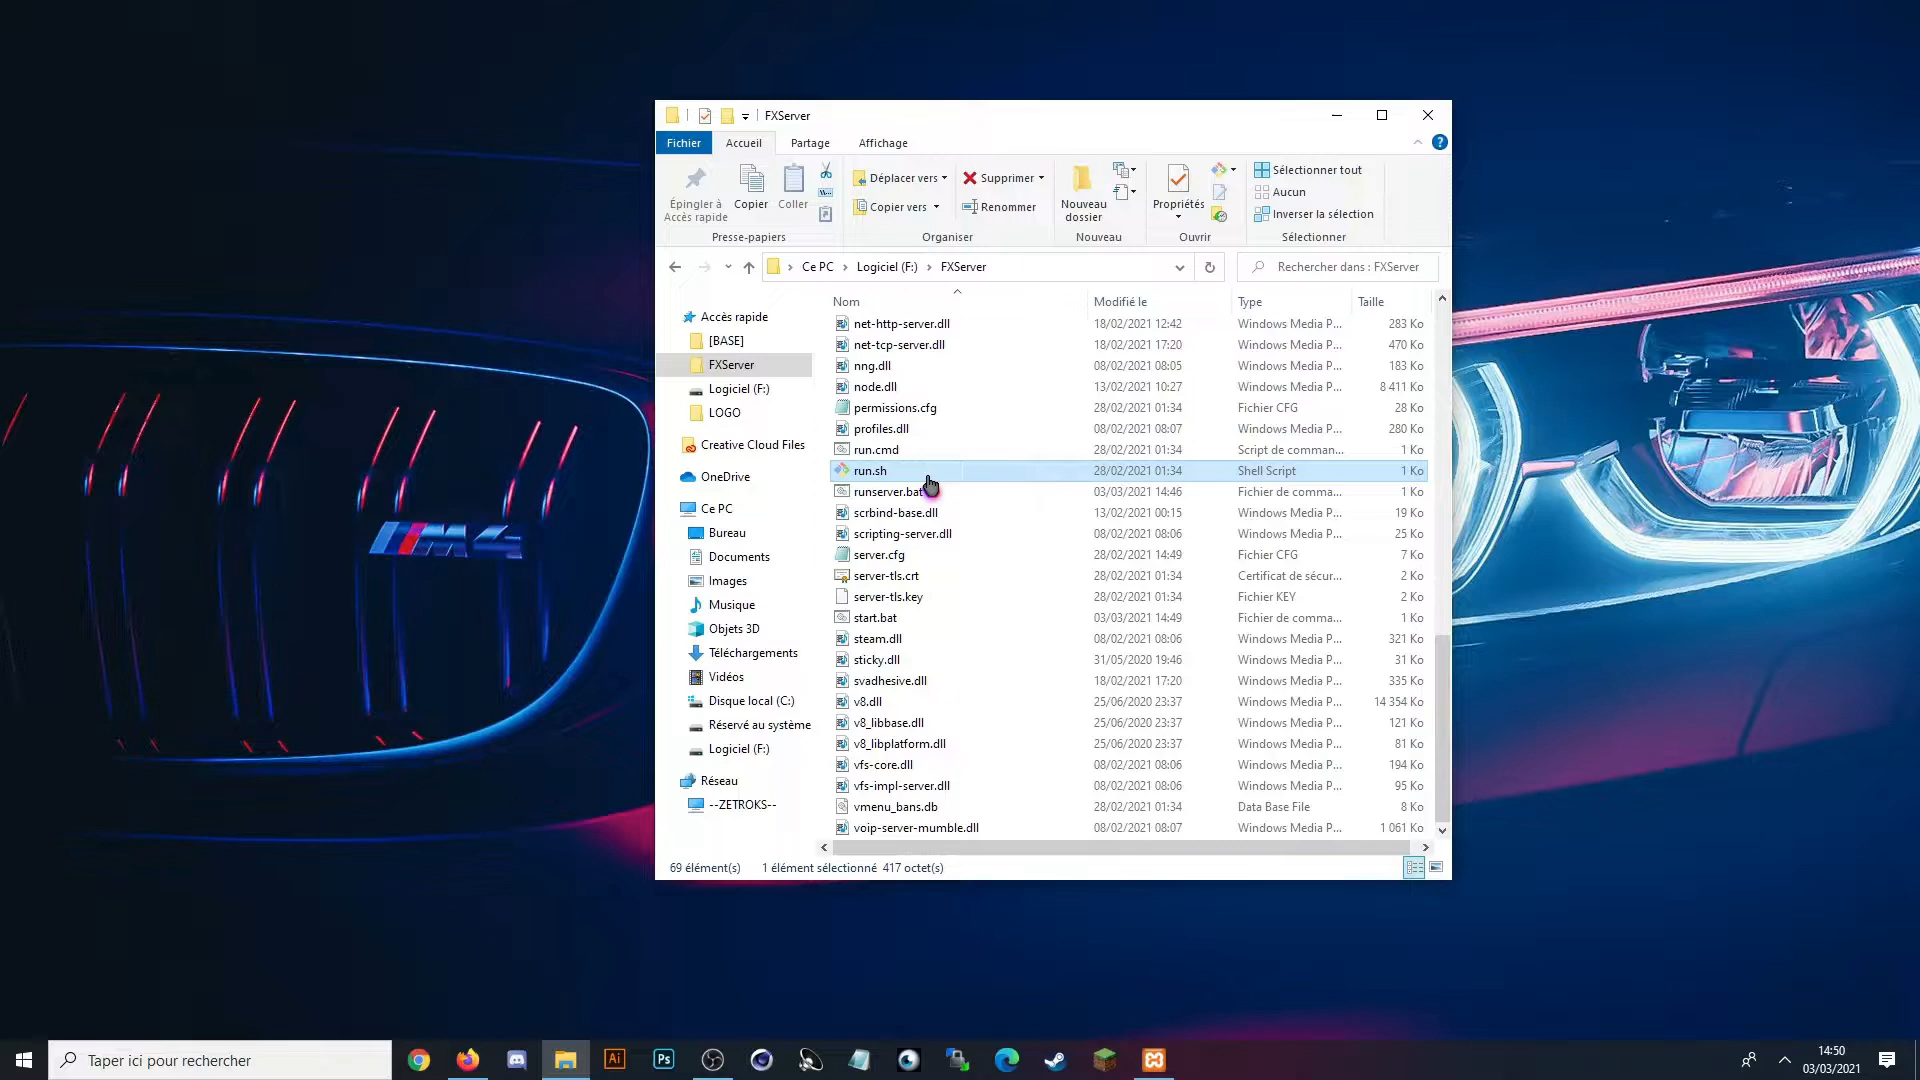 FXServer
Fichier Accueil Partage Affichage
Épingler à Accès rapide Copier Coller
Déplacer vers Supprimer
Copier vers Renommer
Nouveau dossier
Propriétés
Sélectionner tout
Aucun
Inverser la sélection
Presse-papiers Organiser Nouveau Ouvrir Sélectionner
Ce PC > Logiciel (F:) > FXServer
Rechercher dans : FXServer
Accès rapide
[BASE]
FXServer
Logiciel (F:)
LOGO
Creative Cloud Files
OneDrive
Ce PC
Bureau
Documents
Images
Musique
Objets 3D
Téléchargements
Vidéos
Disque local (C:)
Réservé au système
Logiciel (F:)
Réseau
--ZETROKS--
Nom Modifié le Type Taille
net-http-server.dll 18/02/2021 12:42 Windows Media P... 283 Ko
net-tcp-server.dll 18/02/2021 17:20 Windows Media P... 470 Ko
nng.dll 08/02/2021 08:05 Windows Media P... 183 Ko
node.dll 13/02/2021 10:27 Windows Media P... 8 411 Ko
permissions.cfg 28/02/2021 01:34 Fichier CFG 28 Ko
profiles.dll 08/02/2021 08:07 Windows Media P... 280 Ko
run.cmd 28/02/2021 01:34 Script de comman... 1 Ko
run.sh 28/02/2021 01:34 Shell Script 1 Ko
runserver.bat 03/03/2021 14:46 Fichier de comma... 1 Ko
scrbind-base.dll 13/02/2021 00:15 Windows Media P... 19 Ko
scripting-server.dll 08/02/2021 08:06 Windows Media P... 25 Ko
server.cfg 28/02/2021 14:49 Fichier CFG 7 Ko
server-tls.crt 28/02/2021 01:34 Certificat de sécur... 2 Ko
server-tls.key 28/02/2021 01:34 Fichier KEY 2 Ko
start.bat 03/03/2021 14:49 Fichier de comma... 1 Ko
steam.dll 08/02/2021 08:06 Windows Media P... 321 Ko
sticky.dll 31/05/2020 19:46 Windows Media P... 31 Ko
svadhesive.dll 18/02/2021 17:20 Windows Media P... 335 Ko
v8.dll 25/06/2020 23:37 Windows Media P... 14 354 Ko
v8_libbase.dll 25/06/2020 23:37 Windows Media P... 121 Ko
v8_libplatform.dll 25/06/2020 23:37 Windows Media P... 81 Ko
vfs-core.dll 08/02/2021 08:06 Windows Media P... 194 Ko
vfs-impl-server.dll 08/02/2021 08:06 Windows Media P... 95 Ko
vmenu_bans.db 28/02/2021 01:34 Data Base File 8 Ko
voip-server-mumble.dll 08/02/2021 08:07 Windows Media P... 1 061 Ko
69 élément(s) 1 élément sélectionné 417 octet(s)
M4
Taper ici pour rechercher
Ai
Ps
14:50
03/03/2021